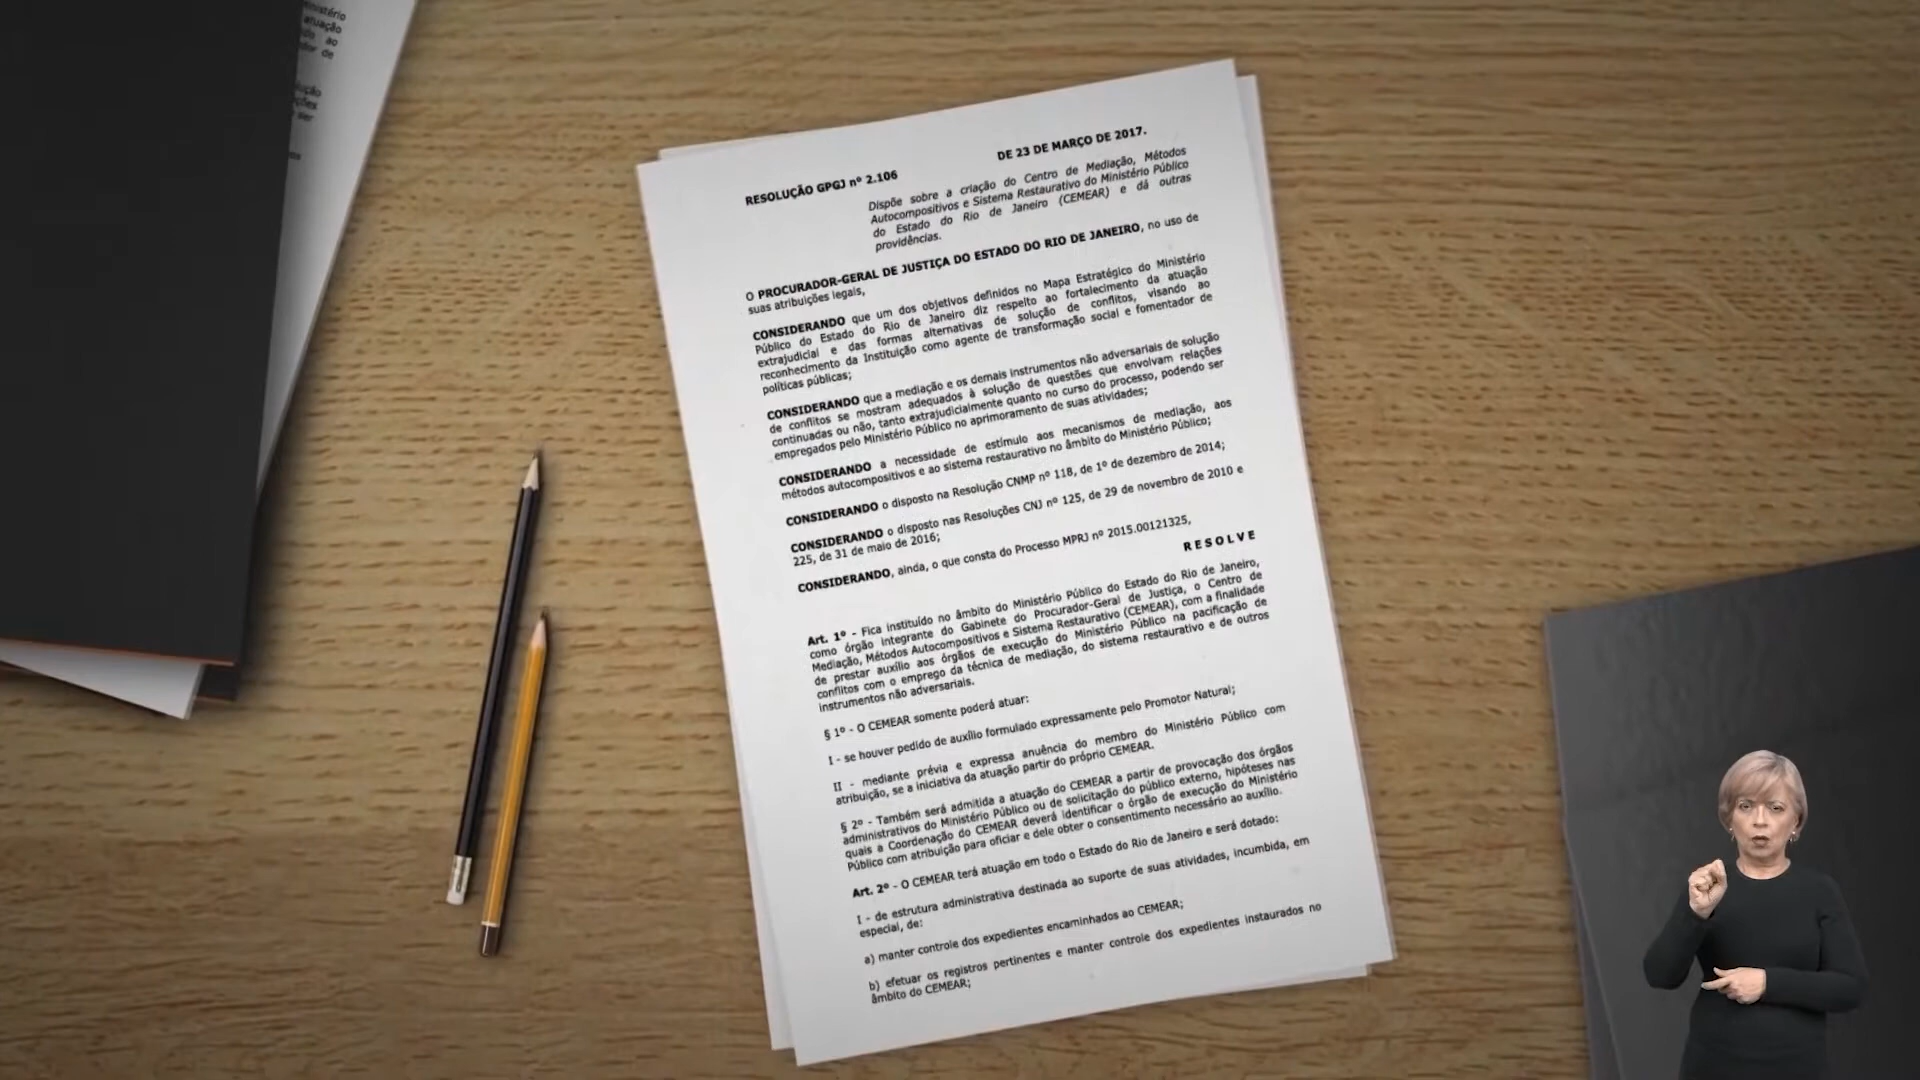 inistério
atuação
do ao
dor de
olução
ações
ser
RESOLUÇÃO GPGJ nº 2.106
DE 23 DE MARÇO DE 2017.
Dispõe sobre a criação do Centro de Mediação, Métodos
Autocompositivos e Sistema Restaurativo do Ministério Público
do Estado do Rio de Janeiro (CEMEAR) e dá outras
providências.
O PROCURADOR-GERAL DE JUSTIÇA DO ESTADO DO RIO DE JANEIRO, no uso de
suas atribuições legais,
CONSIDERANDO que um dos objetivos definidos no Mapa Estratégico do Ministério
Público do Estado do Rio de Janeiro diz respeito ao fortalecimento da atuação
extrajudicial e das formas alternativas de solução de conflitos, visando ao
reconhecimento da Instituição como agente de transformação social e fomentador de
políticas públicas;
CONSIDERANDO que a mediação e os demais instrumentos não adversariais de solução
de conflitos se mostram adequados à solução de questões que envolvam relações
continuadas ou não, tanto extrajudicialmente quanto no curso do processo, podendo ser
empregados pelo Ministério Público no aprimoramento de suas atividades;
CONSIDERANDO a necessidade de estímulo aos mecanismos de mediação, aos
métodos autocompositivos e ao sistema restaurativo no âmbito do Ministério Público;
CONSIDERANDO o disposto na Resolução CNMP nº 118, de 1º de dezembro de 2014;
CONSIDERANDO o disposto nas Resoluções CNJ nº 125, de 29 de novembro de 2010 e
225, de 31 de maio de 2016;
CONSIDERANDO, ainda, o que consta do Processo MPRJ nº 2015.00121325,
R E S O L V E
Art. 1º - Fica instituído no âmbito do Ministério Público do Estado do Rio de Janeiro,
como órgão integrante do Gabinete do Procurador-Geral de Justiça, o Centro de
Mediação, Métodos Autocompositivos e Sistema Restaurativo (CEMEAR), com a finalidade
de prestar auxílio aos órgãos de execução do Ministério Público na pacificação de
conflitos com o emprego da técnica de mediação, do sistema restaurativo e de outros
instrumentos não adversariais.
§ 1º - O CEMEAR somente poderá atuar:
I - se houver pedido de auxílio formulado expressamente pelo Promotor Natural;
II - mediante prévia e expressa anuência do membro do Ministério Público com
atribuição, se a iniciativa da atuação partir do próprio CEMEAR.
§ 2º - Também será admitida a atuação do CEMEAR a partir de provocação dos órgãos
administrativos do Ministério Público ou de solicitação do público externo, hipóteses nas
quais a Coordenação do CEMEAR deverá identificar o órgão de execução do Ministério
Público com atribuição para oficiar e dele obter o consentimento necessário ao auxílio.
Art. 2º - O CEMEAR terá atuação em todo o Estado do Rio de Janeiro e será dotado:
I - de estrutura administrativa destinada ao suporte de suas atividades, incumbida, em
especial, de:
a) manter controle dos expedientes encaminhados ao CEMEAR;
b) efetuar os registros pertinentes e manter controle dos expedientes instaurados no
âmbito do CEMEAR;